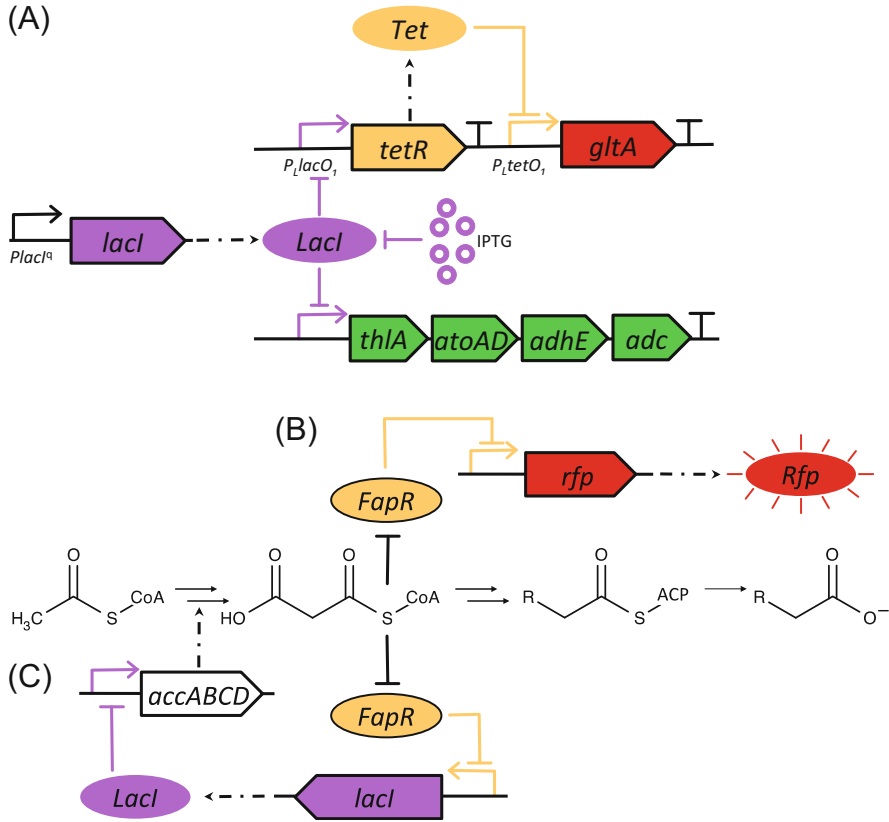 (A)
Tet
tetR
gltA
PLlacO1
PLtetO1
lacI
LacI
IPTG
PlacIq
thlA
atoAD
adhE
adc
(B)
rfp
Rfp
FapR
O
O
O
O
O
H3C
S
CoA
HO
S
CoA
R
S
ACP
R
O−
(C)
accABCD
FapR
LacI
lacI